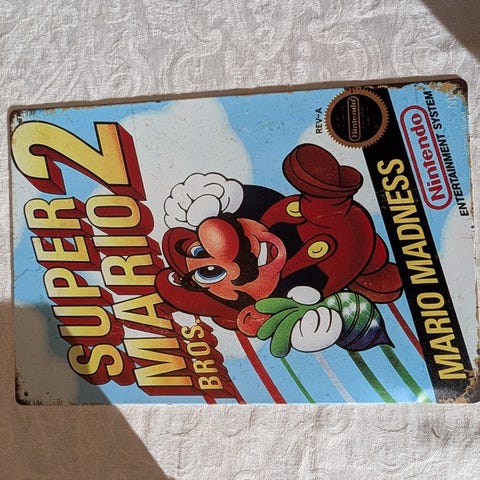 SUPER
MARIO
BROS.
2
REV-A
Nintendo
MARIO MADNESS
Nintendo
ENTERTAINMENT SYSTEM